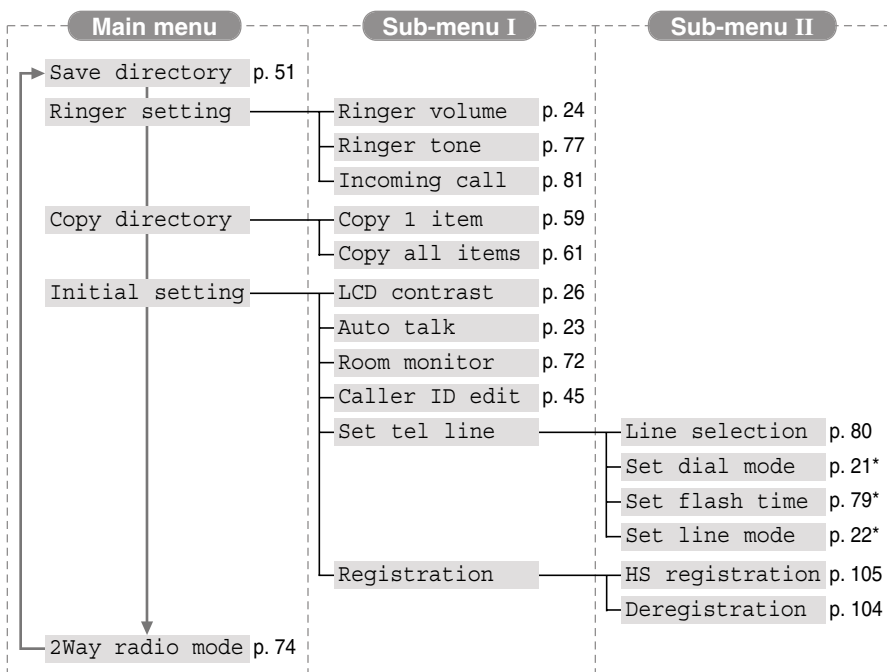 Main menu Sub-menu I Sub-menu II
Save directory p. 51
Ringer setting Ringer volume p. 24
Ringer tone p. 77
Incoming call p. 81
Copy directory Copy 1 item p. 59
Copy all items p. 61
Initial setting LCD contrast p. 26
Auto talk p. 23
Room monitor p. 72
Caller ID edit p. 45
Set tel line Line selection p. 80
Set dial mode p. 21*
Set flash time p. 79*
Set line mode p. 22*
Registration HS registration p. 105
Deregistration p. 104
2Way radio mode p. 74